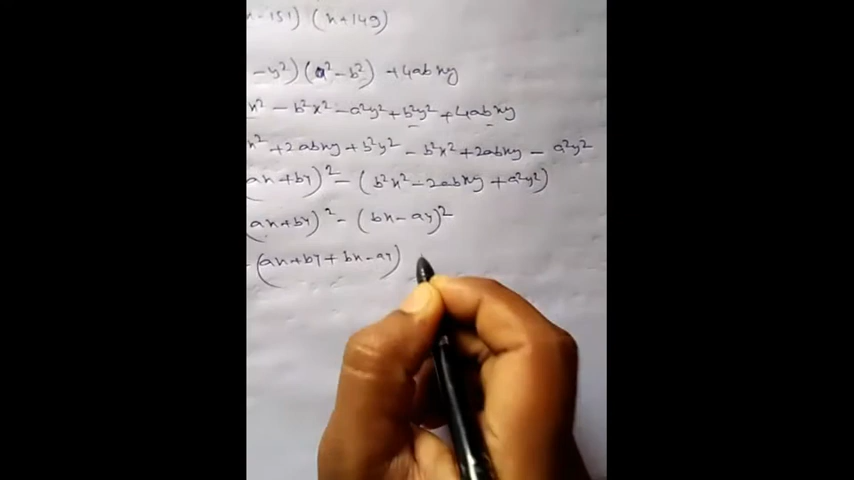 x-151) (x+149)
-y²) (a²-b²) +4abxy
x² - b²x² - a²y² + b²y² + 4abxy
x² +2abxy + b²y² - b²x² +2abxy - a²y²
ax + by)² - (b²x² - 2abxy + a²y²)
(ax+by)² - (bx - ay)²
(ax+by + bx - ay)